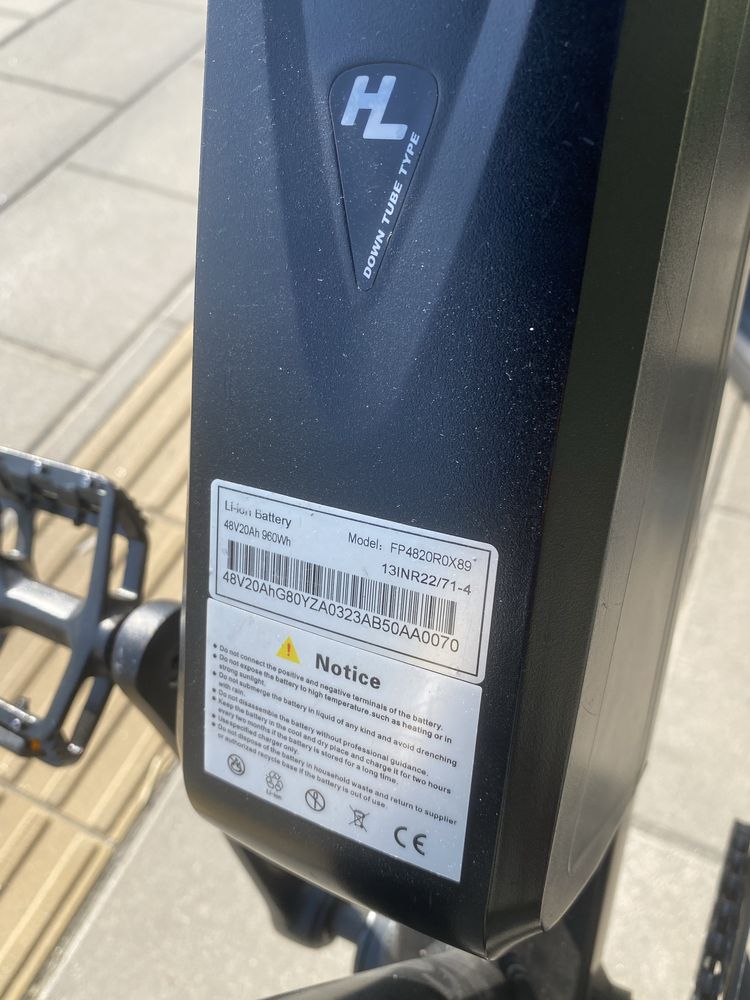 HL
DOWN TUBE TYPE
Li-ion Battery
48V20Ah 960Wh
Model: FP4820R0X89
13INR22/71-4
48V20AhG80YZA0323AB50AA0070
Notice
• Do not connect the positive and negative terminals of the battery.
• Do not expose the battery to high temperature.such as heating or in
strong sunlight.
• Do not submerge the battery in liquid of any kind and avoid drenching
with rain.
• Do not disassemble the battery without professional guidance.
• Keep the battery in the cool and dry place and charge it for two hours
every two months if the battery is stored for a long time.
• Use specified charger only.
• Do not dispose of the battery in household waste and return to supplier
or authorized recycle base if the battery is out of use.
Li-ion
CE